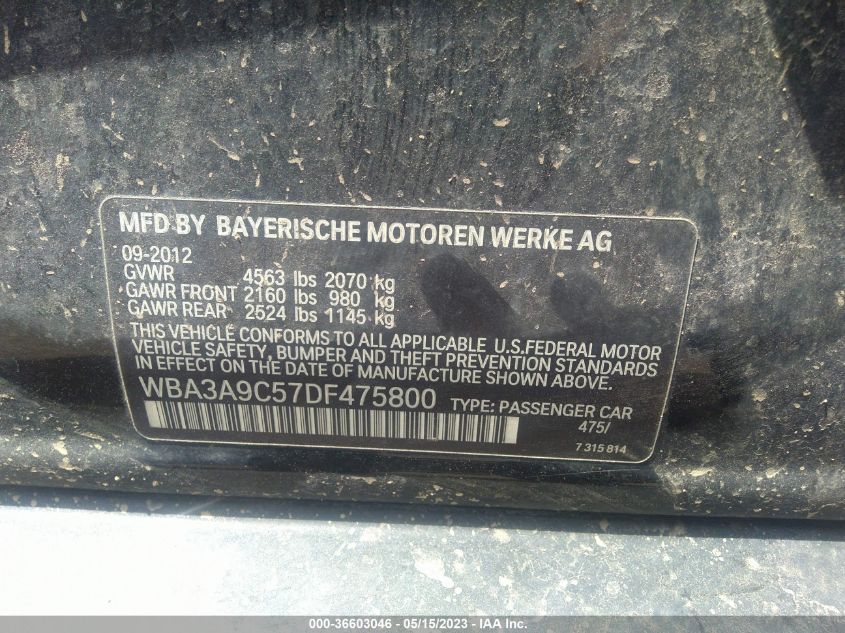 MFD BY BAYERISCHE MOTOREN WERKE AG
09-2012
GVWR 4563 lbs 2070 kg
GAWR FRONT 2160 lbs 980 kg
GAWR REAR 2524 lbs 1145 kg
THIS VEHICLE CONFORMS TO ALL APPLICABLE U.S.FEDERAL MOTOR
VEHICLE SAFETY, BUMPER AND THEFT PREVENTION STANDARDS
IN EFFECT ON THE DATE OF MANUFACTURE SHOWN ABOVE.
WBA3A9C57DF475800 TYPE: PASSENGER CAR
475/
7 315 814
000-36603046 - 05/15/2023 - IAA Inc.